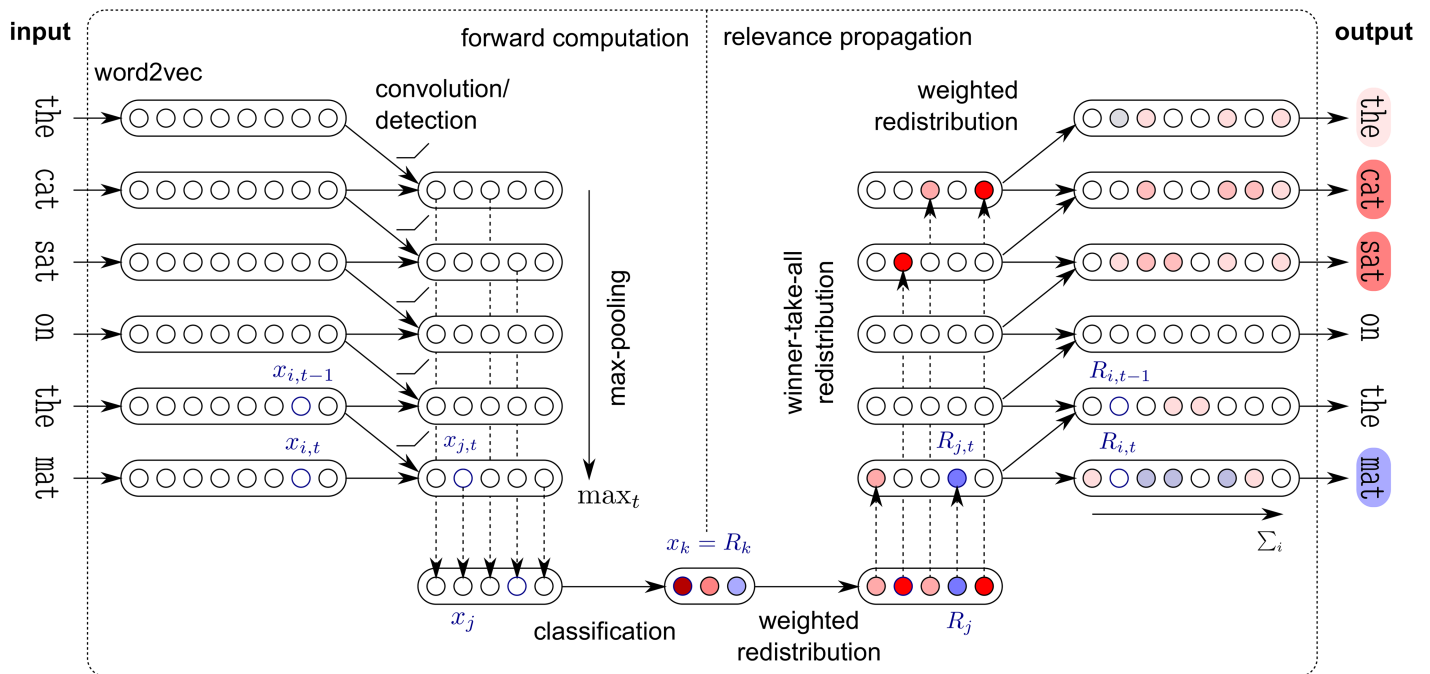 input
forward computation
relevance propagation
output
word2vec
convolution/
detection
weighted
redistribution
the
cat
sat
on
the
mat
x_{i,t−1}
x_{i,t}
x_{j,t}
max-pooling
max_t
winner-take-all
redistribution
R_{j,t}
R_{i,t−1}
R_{i,t}
the
cat
sat
on
the
mat
Σ_i
x_k = R_k
x_j
classification
weighted
redistribution
R_j